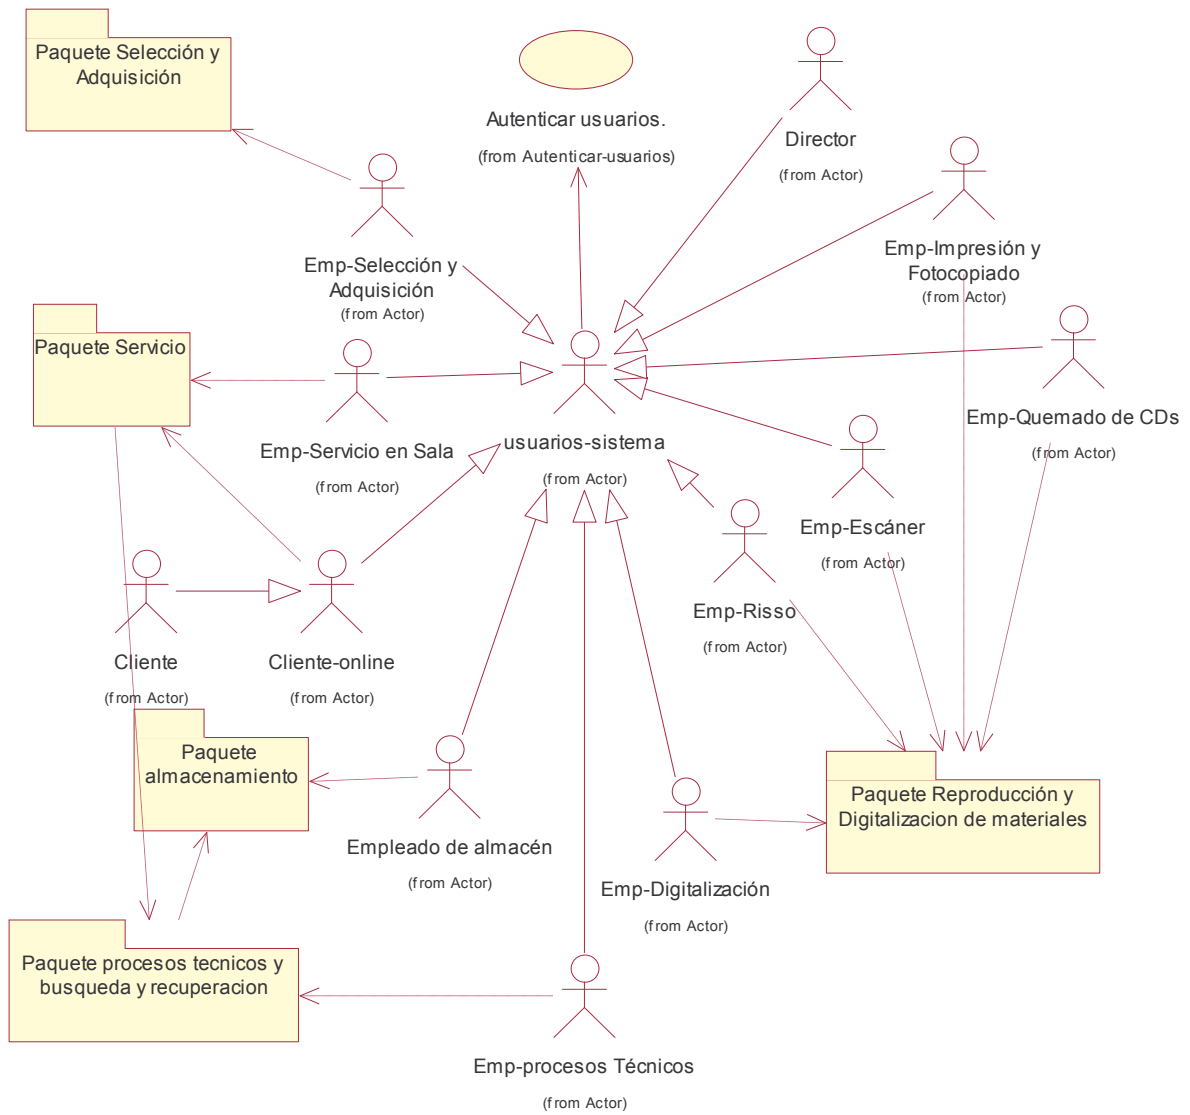 Paquete Selección y
Adquisición
Autenticar usuarios.
(from Autenticar-usuarios)
Director
(from Actor)
Emp-Selección y
Adquisición
(from Actor)
Emp-Impresión y
Fotocopiado
(from Actor)
Paquete Servicio
Emp-Servicio en Sala
(from Actor)
usuarios-sistema
(from Actor)
Emp-Quemado de CDs
(from Actor)
Emp-Escáner
(from Actor)
Emp-Risso
(from Actor)
Cliente
(from Actor)
Cliente-online
(from Actor)
Paquete
almacenamiento
Empleado de almacén
(from Actor)
Paquete Reproducción y
Digitalizacion de materiales
Emp-Digitalización
(from Actor)
Paquete procesos tecnicos y
busqueda y recuperacion
Emp-procesos Técnicos
(from Actor)